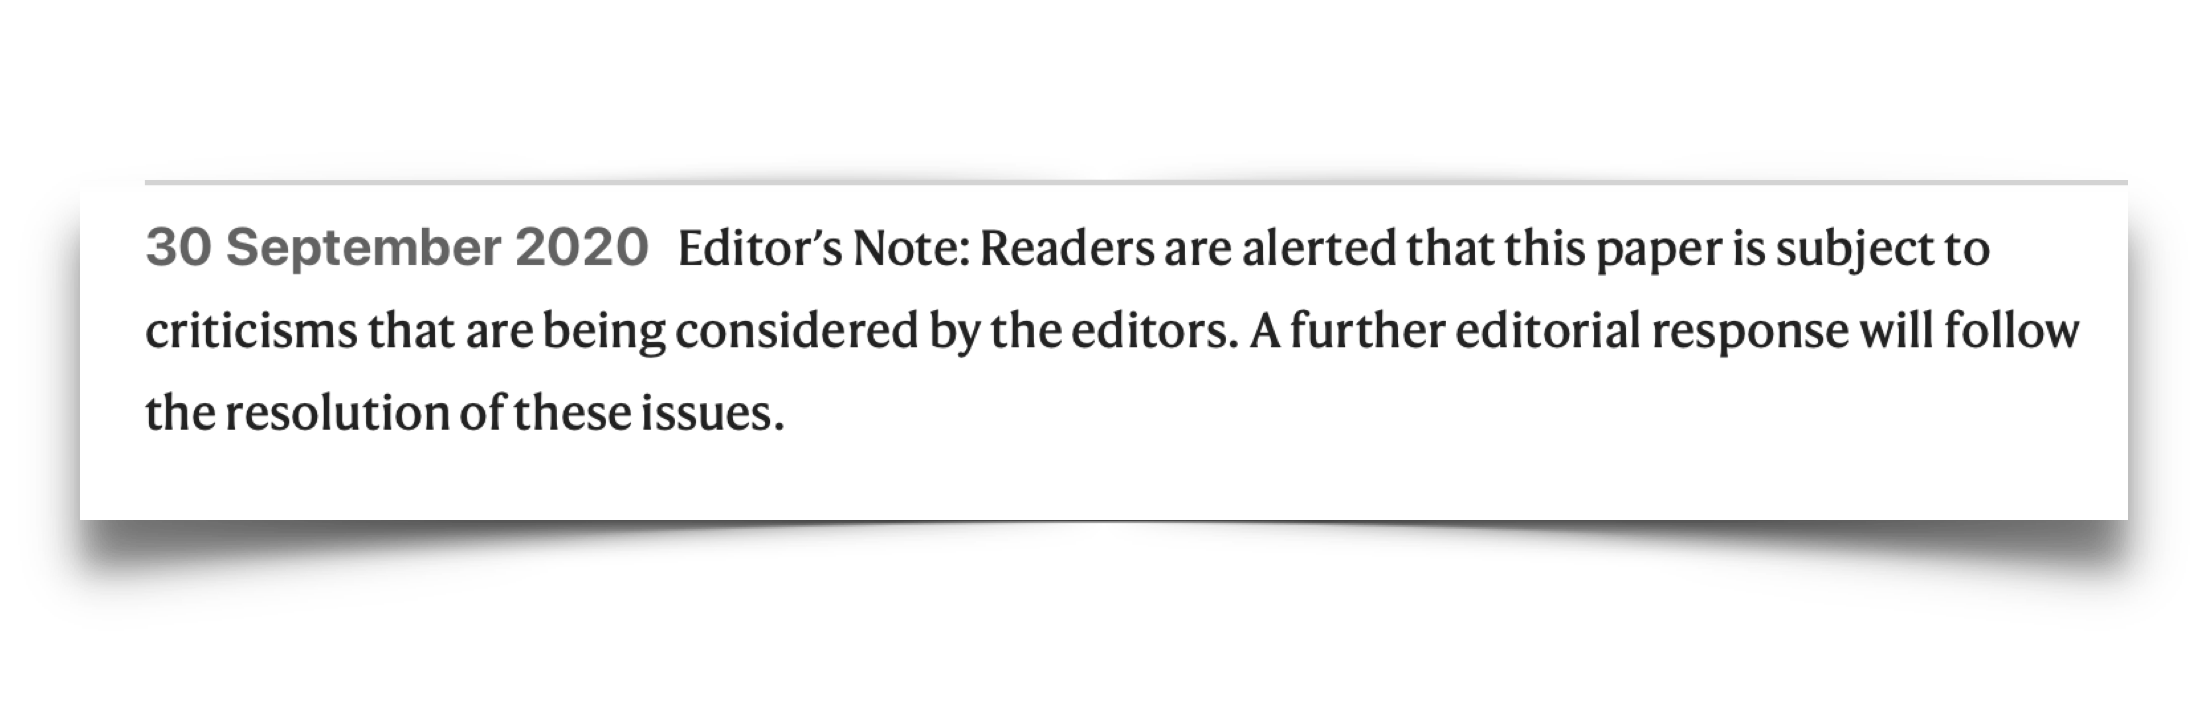 30 September 2020 Editor’s Note: Readers are alerted that this paper is subject to
criticisms that are being considered by the editors. A further editorial response will follow
the resolution of these issues.